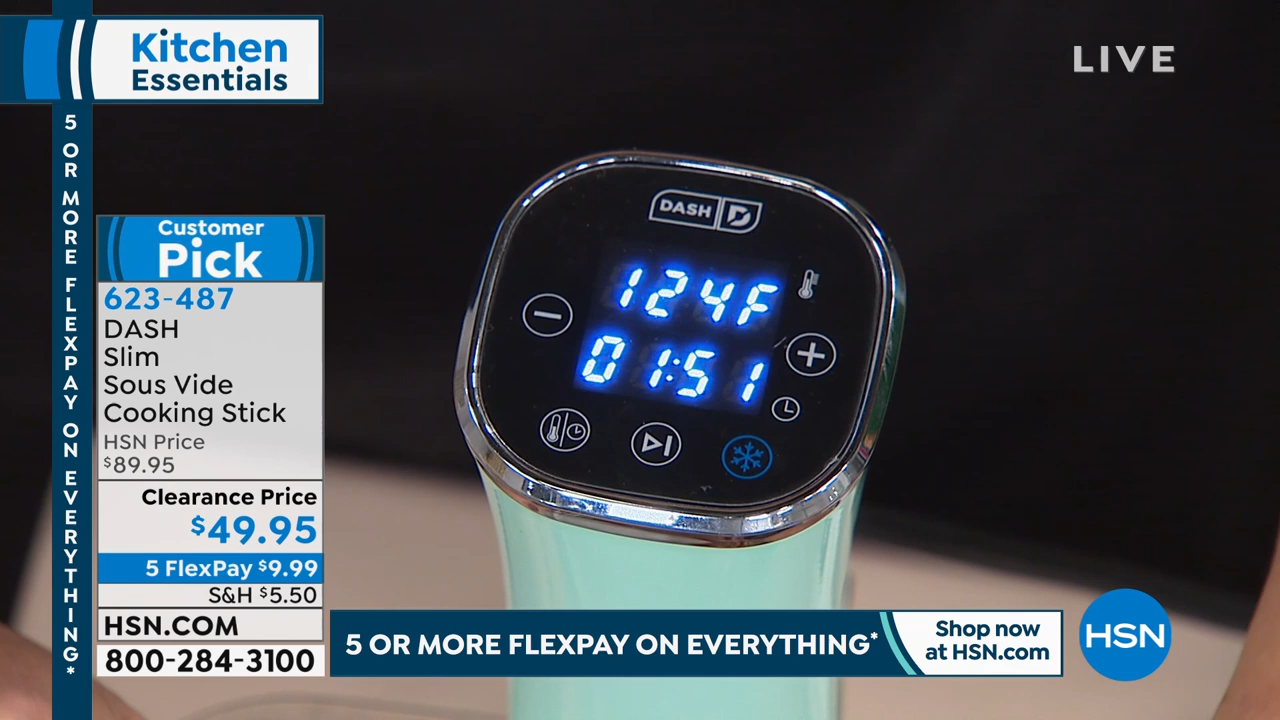 Kitchen
Essentials
LIVE
5 OR MORE FLEXPAY ON EVERYTHING*
Customer
Pick
623-487
DASH
Slim
Sous Vide
Cooking Stick
HSN Price
$89.95
Clearance Price
$49.95
5 FlexPay $9.99
S&H $5.50
HSN.COM
800-284-3100
DASH D
124F
01:51
5 OR MORE FLEXPAY ON EVERYTHING*
Shop now
at HSN.com
HSN